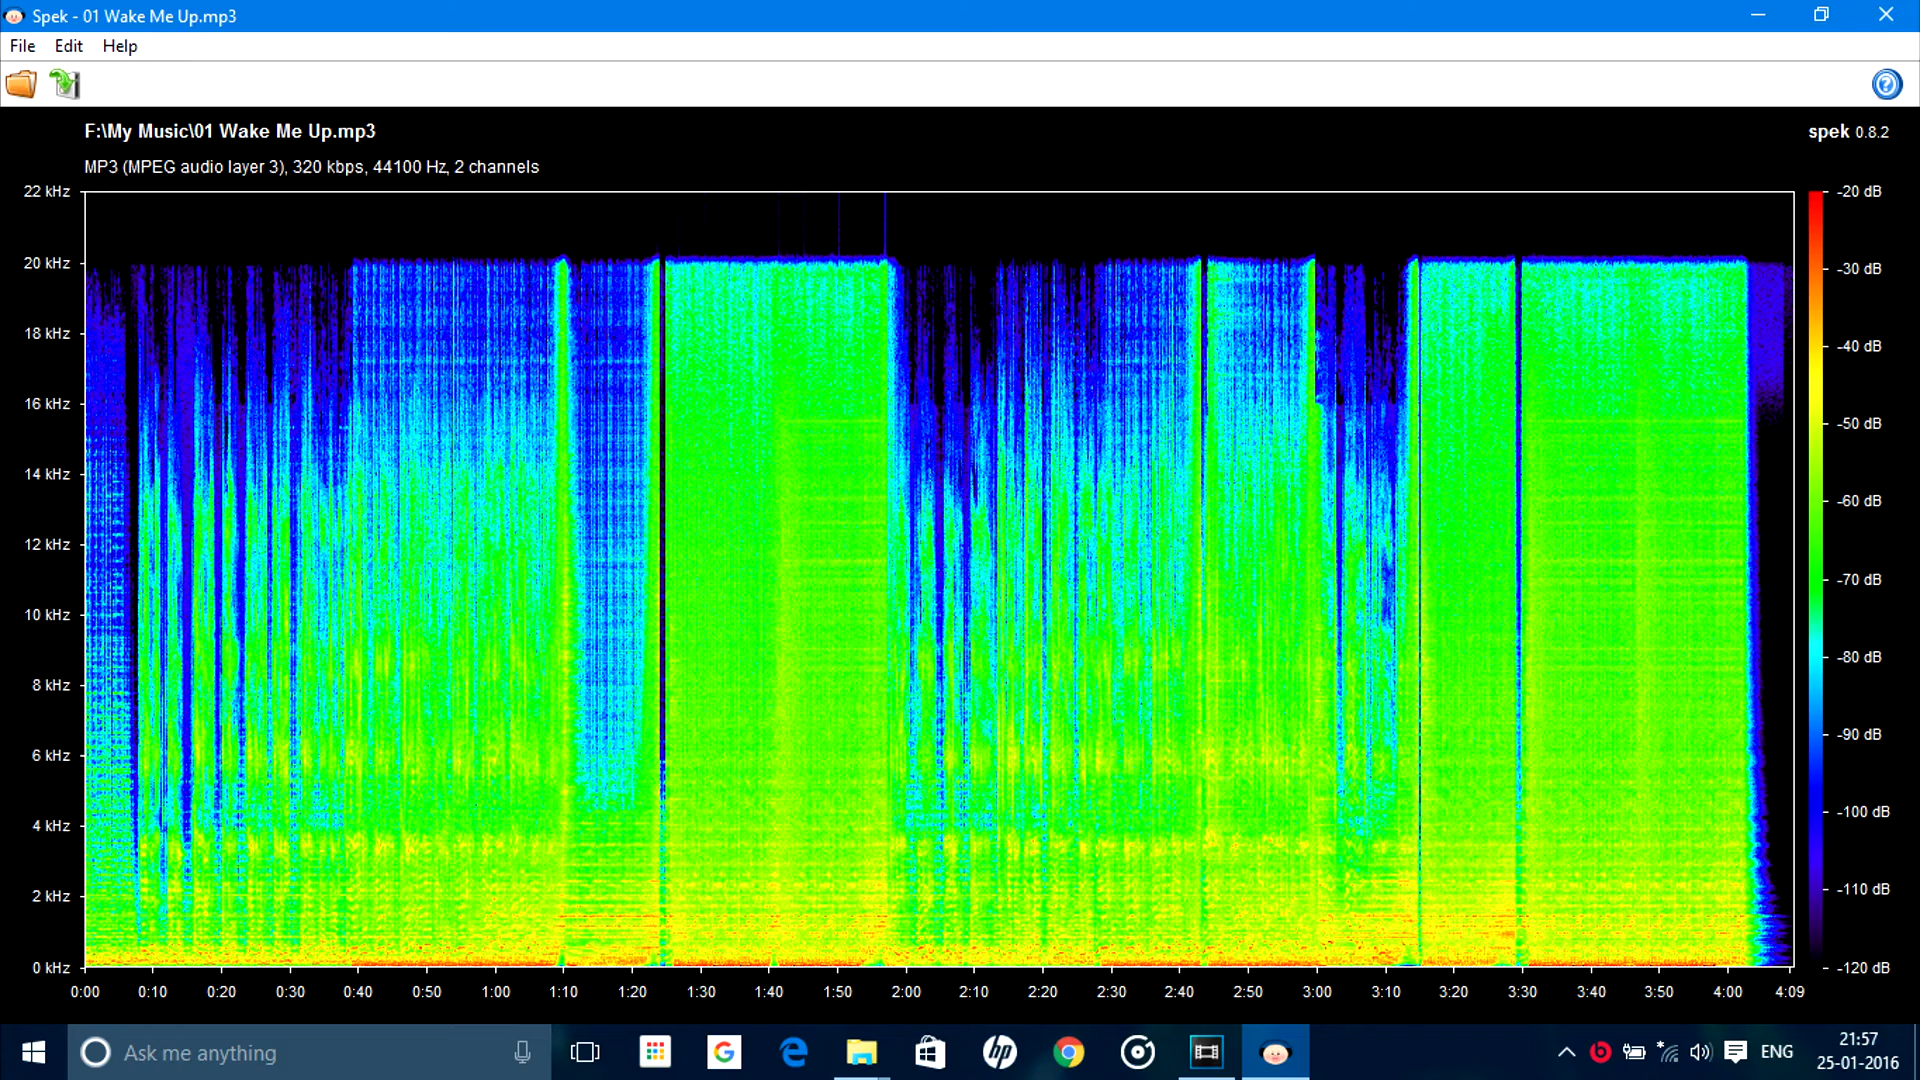 Spek - 01 Wake Me Up.mp3
File Edit Help
F:\My Music\01 Wake Me Up.mp3
spek 0.8.2
MP3 (MPEG audio layer 3), 320 kbps, 44100 Hz, 2 channels
22 kHz
20 kHz
18 kHz
16 kHz
14 kHz
12 kHz
10 kHz
8 kHz
6 kHz
4 kHz
2 kHz
0 kHz
-20 dB
-30 dB
-40 dB
-50 dB
-60 dB
-70 dB
-80 dB
-90 dB
-100 dB
-110 dB
-120 dB
0:00 0:10 0:20 0:30 0:40 0:50 1:00 1:10 1:20 1:30 1:40 1:50 2:00 2:10 2:20 2:30 2:40 2:50 3:00 3:10 3:20 3:30 3:40 3:50 4:00 4:09
Ask me anything
G
hp
ENG
21:57
25-01-2016